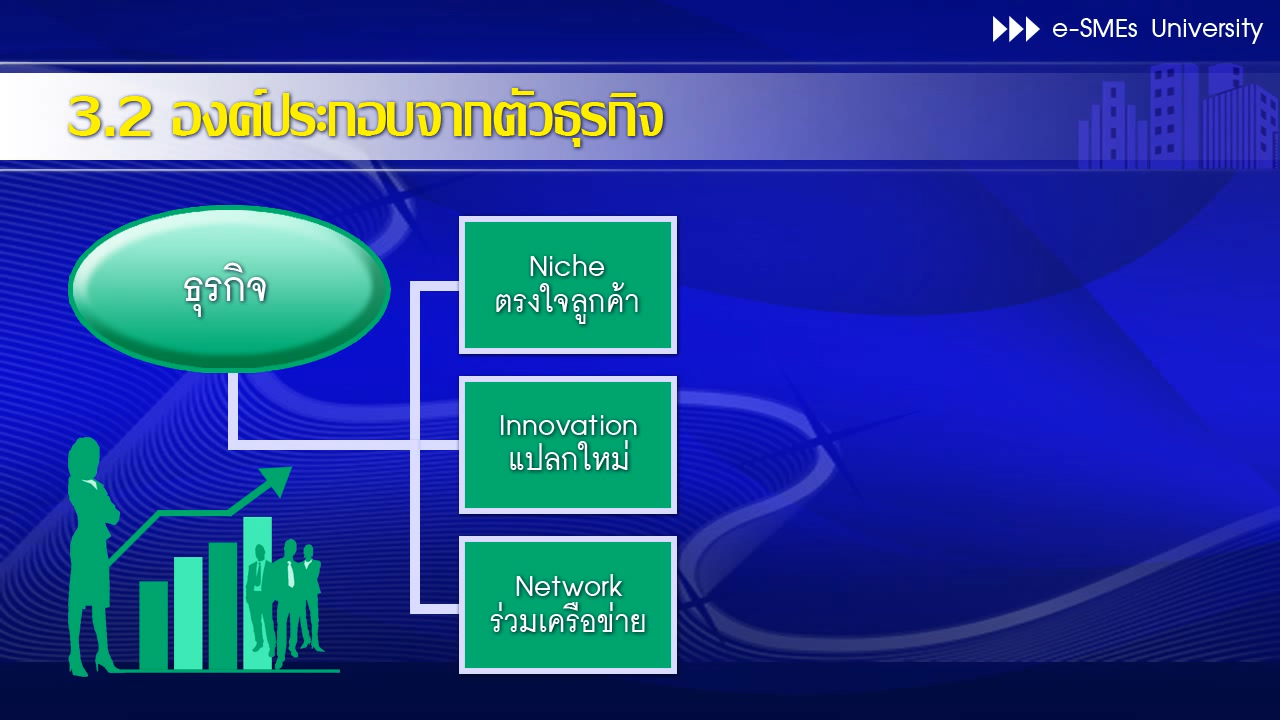 e-SMEs University
3.2 องค์ประกอบจากตัวธุรกิจ
ธุรกิจ
Niche
ตรงใจลูกค้า
Innovation
แปลกใหม่
Network
ร่วมเครือข่าย